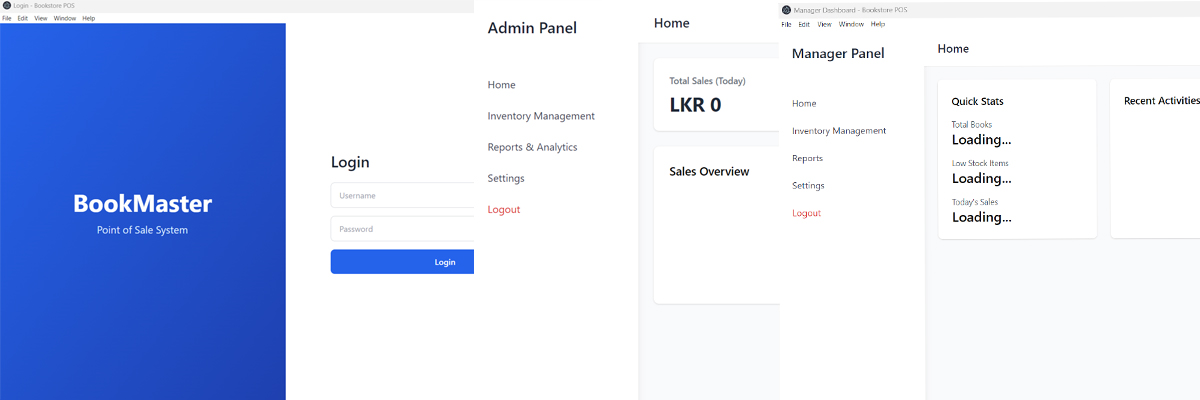 Login - Bookstore POS
File Edit View Window Help
BookMaster
Point of Sale System
Login
Username
Password
Login
Admin Panel
Home
Inventory Management
Reports & Analytics
Settings
Logout
Home
Total Sales (Today)
LKR 0
Sales Overview
Manager Dashboard - Bookstore POS
File Edit View Window Help
Manager Panel
Home
Inventory Management
Reports
Settings
Logout
Home
Quick Stats
Total Books
Loading...
Low Stock Items
Loading...
Today's Sales
Loading...
Recent Activities